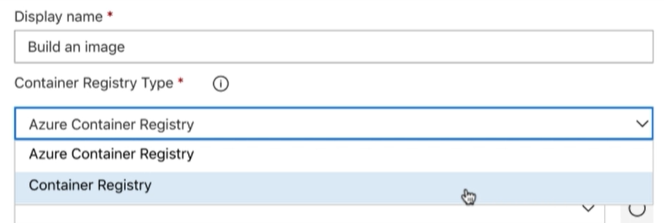 Display name *
Build an image
Container Registry Type *
Azure Container Registry
Azure Container Registry
Container Registry